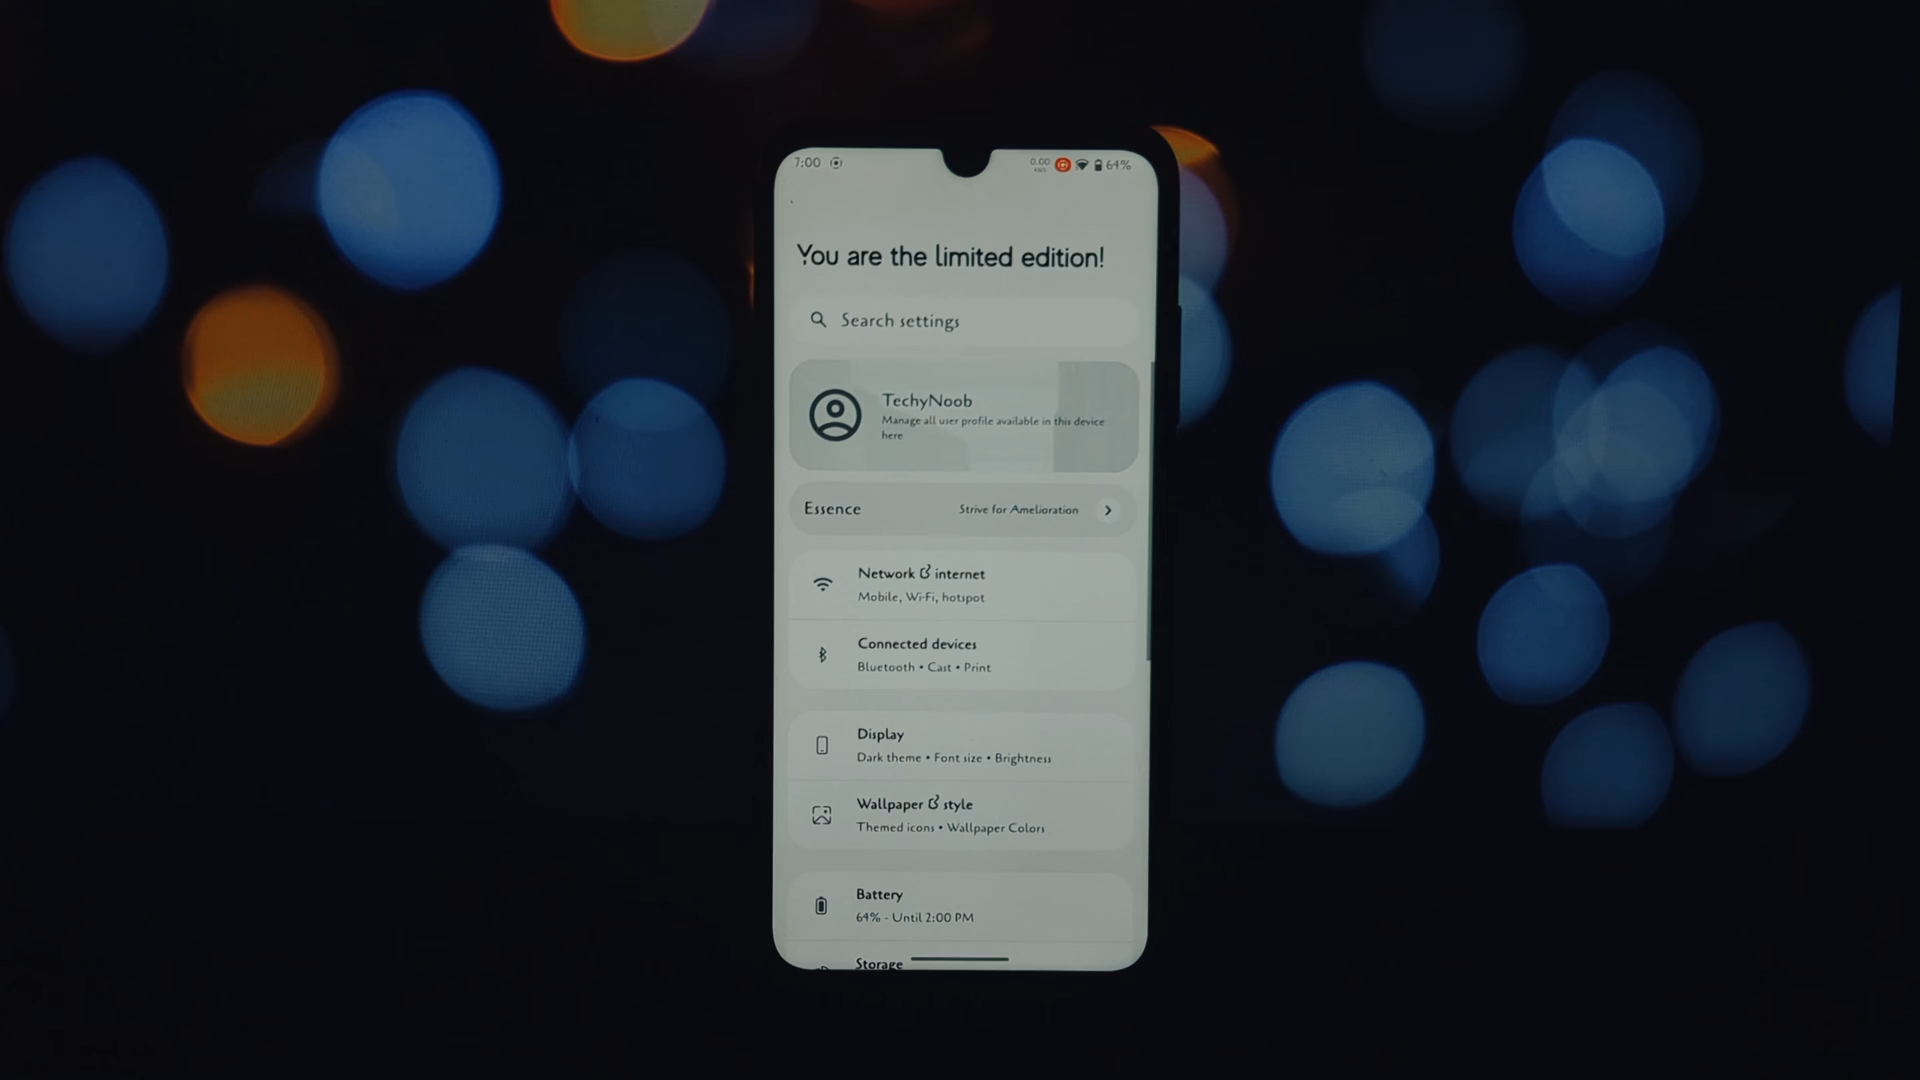 7:00
0.00
64%
You are the limited edition!
Search settings
TechyNoob
Manage all user profile available in this device
here
Essence
Strive for Amelioration
Network & internet
Mobile, Wi-Fi, hotspot
Connected devices
Bluetooth • Cast • Print
Display
Dark theme • Font size • Brightness
Wallpaper & style
Themed icons • Wallpaper Colors
Battery
64% - Until 2:00 PM
Storage